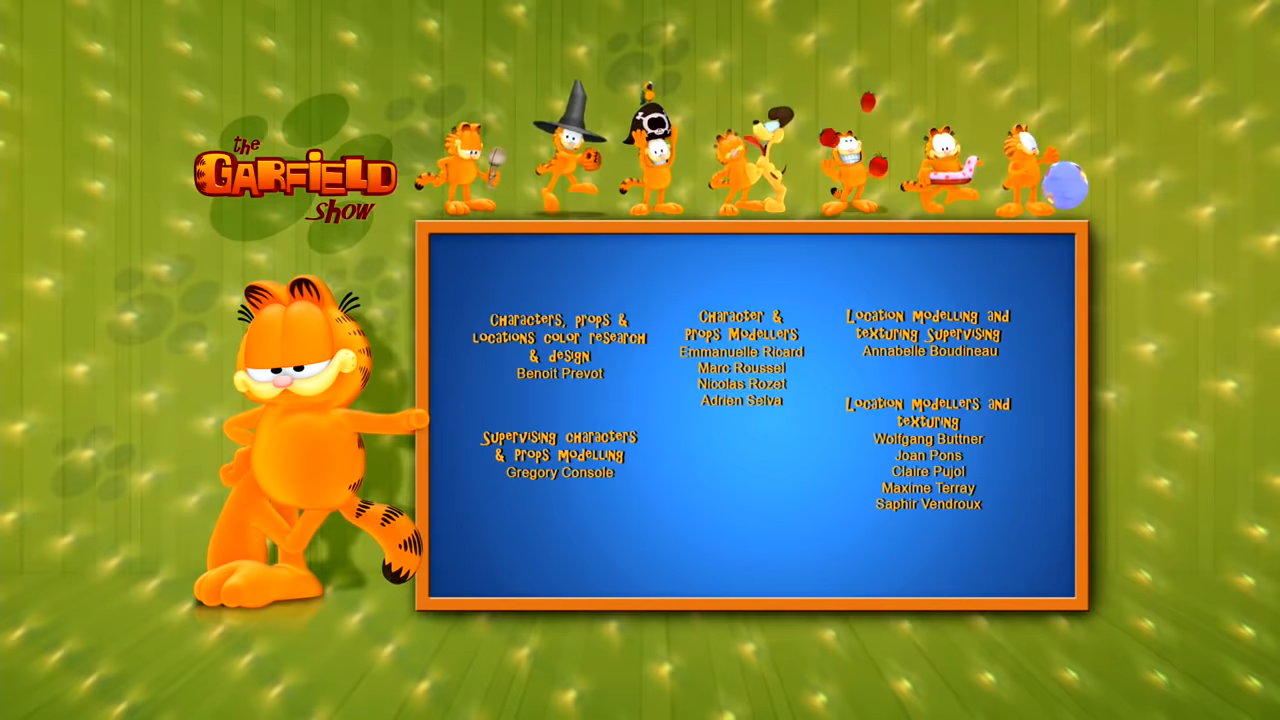 the
GARFIELD
show
Characters, props &
locations color research
& design
Benoit Prevot
Supervising characters
& props modelling
Gregory Console
Character &
props Modellers
Emmanuelle Ricard
Marc Roussel
Nicolas Rozet
Adrien Selva
Location Modelling and
texturing Supervising
Annabelle Boudineau
Location Modellers and
texturing
Wolfgang Buttner
Joan Pons
Claire Pujol
Maxime Terray
Saphir Vendroux